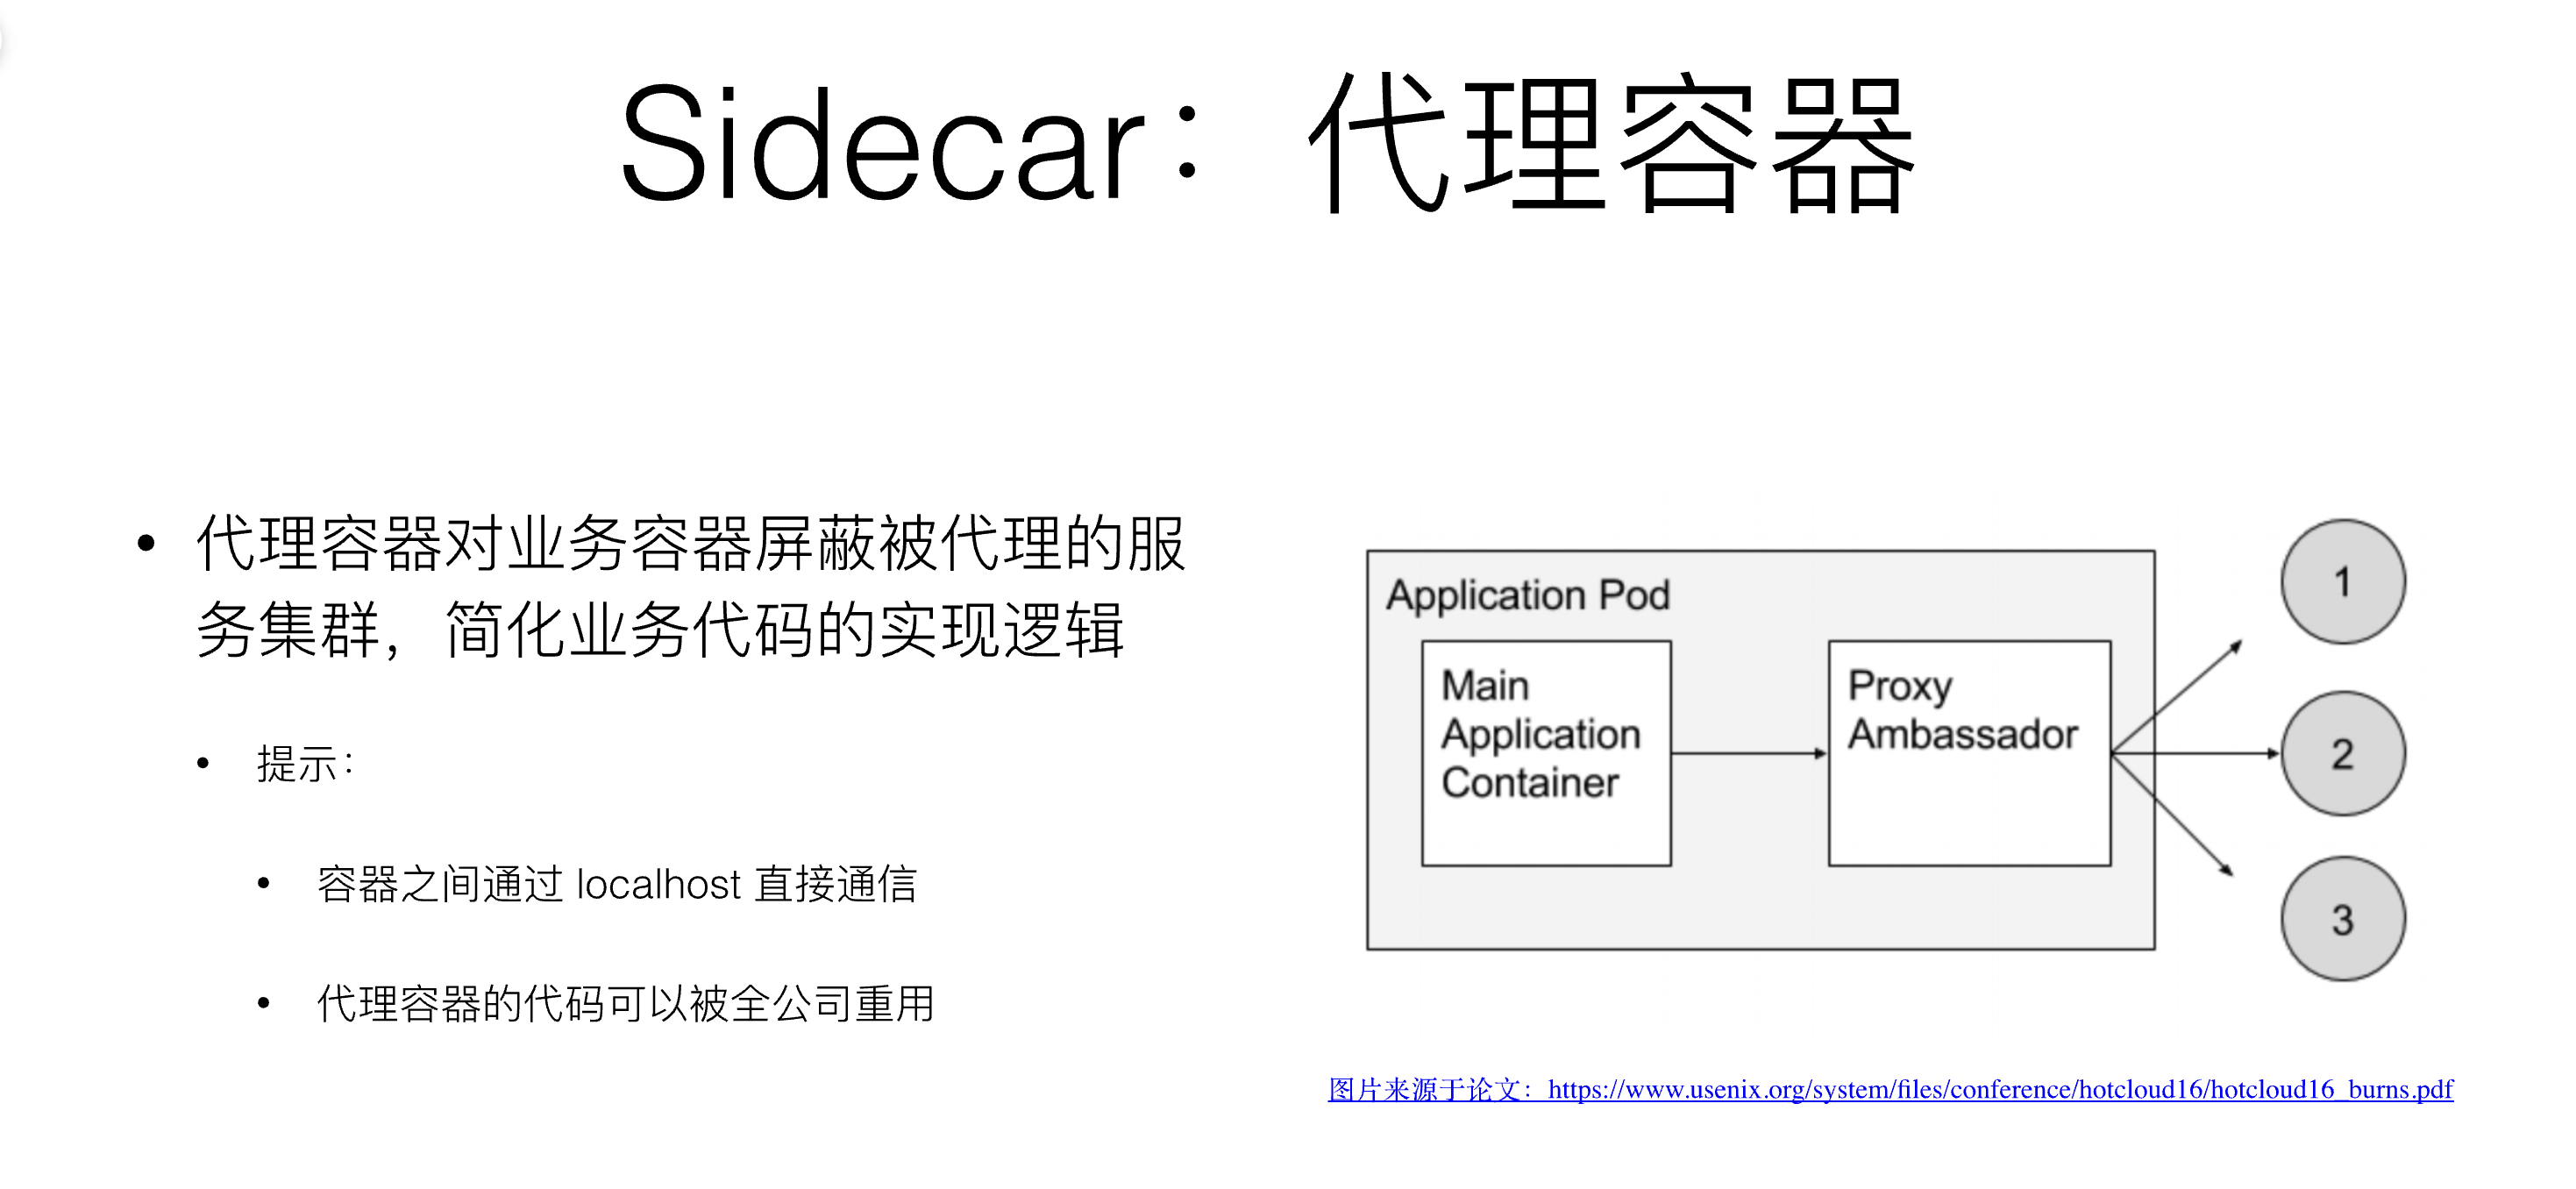 Sidecar：代理容器
• 代理容器对业务容器屏蔽被代理的服
务集群，简化业务代码的实现逻辑
• 提示：
• 容器之间通过 localhost 直接通信
• 代理容器的代码可以被全公司重用
Application Pod
Main
Application
Container
Proxy
Ambassador
1
2
3
图片来源于论文：https://www.usenix.org/system/files/conference/hotcloud16/hotcloud16_burns.pdf